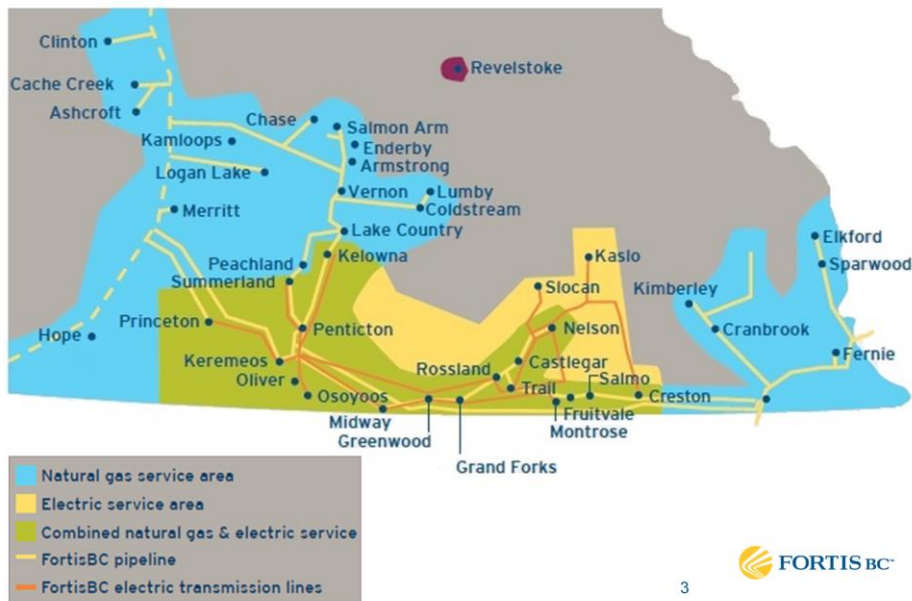 Clinton
Cache Creek
Ashcroft
Revelstoke
Chase
Salmon Arm
Enderby
Armstrong
Kamloops
Logan Lake
Vernon
Lumby
Coldstream
Merritt
Lake Country
Kelowna
Peachland
Summerland
Kaslo
Slocan
Elkford
Sparwood
Kimberley
Hope
Princeton
Penticton
Nelson
Cranbrook
Keremeos
Oliver
Osoyoos
Rossland
Castlegar
Trail
Salmo
Fernie
Creston
Midway
Greenwood
Fruitvale
Montrose
Grand Forks
Natural gas service area
Electric service area
Combined natural gas & electric service
FortisBC pipeline
FortisBC electric transmission lines
3
FORTIS BC™